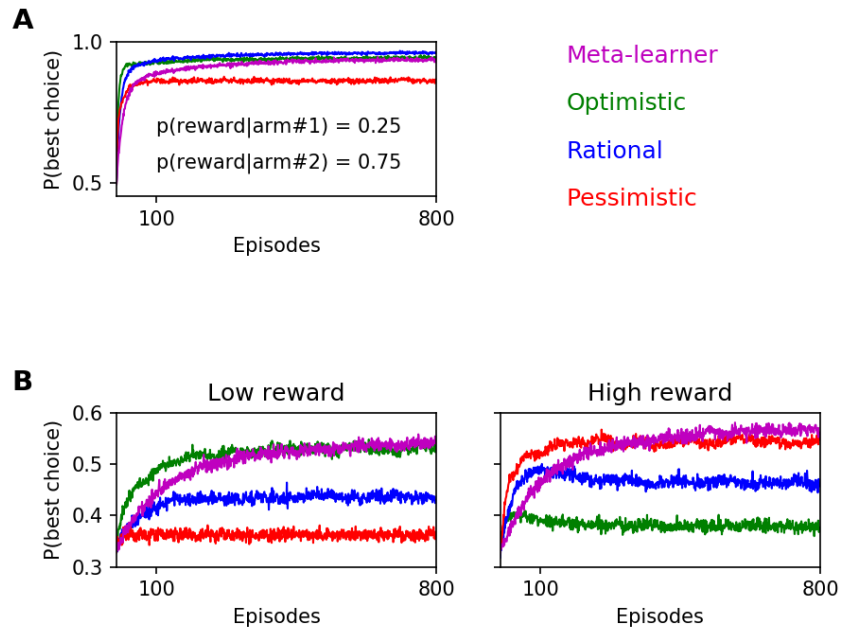 A
1.0
P(best choice)
0.5
p(reward|arm#1) = 0.25
p(reward|arm#2) = 0.75
100
800
Episodes
Meta-learner
Optimistic
Rational
Pessimistic
B
Low reward
High reward
0.6
0.5
0.4
0.3
P(best choice)
100
800
100
800
Episodes
Episodes